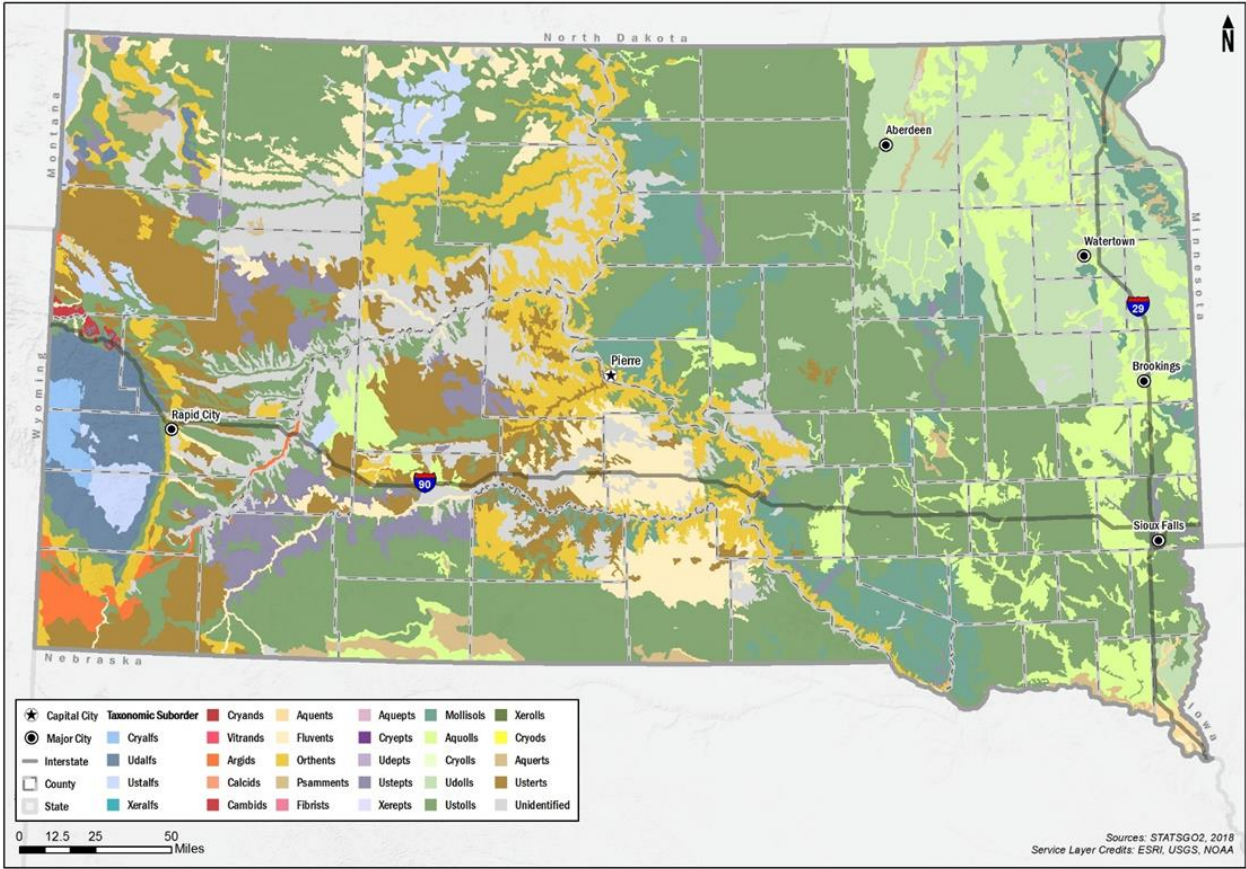 North Dakota
N
Montana
Aberdeen
Minnesota
Watertown
29
Wyoming
Pierre
Brookings
Rapid City
90
Sioux Falls
Nebraska
Iowa
Capital City
Major City
Interstate
County
State
Taxonomic Suborder
Cryalfs
Udalfs
Ustalfs
Xeralfs
Cryands
Vitrands
Argids
Calcids
Cambids
Aquents
Fluvents
Orthents
Psamments
Fibrists
Aquepts
Cryepts
Udepts
Ustepts
Xerepts
Mollisols
Aquolls
Cryolls
Udolls
Ustolls
Xerolls
Cryods
Aquerts
Usterts
Unidentified
0 12.5 25 50
Miles
Sources: STATSGO2, 2018
Service Layer Credits: ESRI, USGS, NOAA